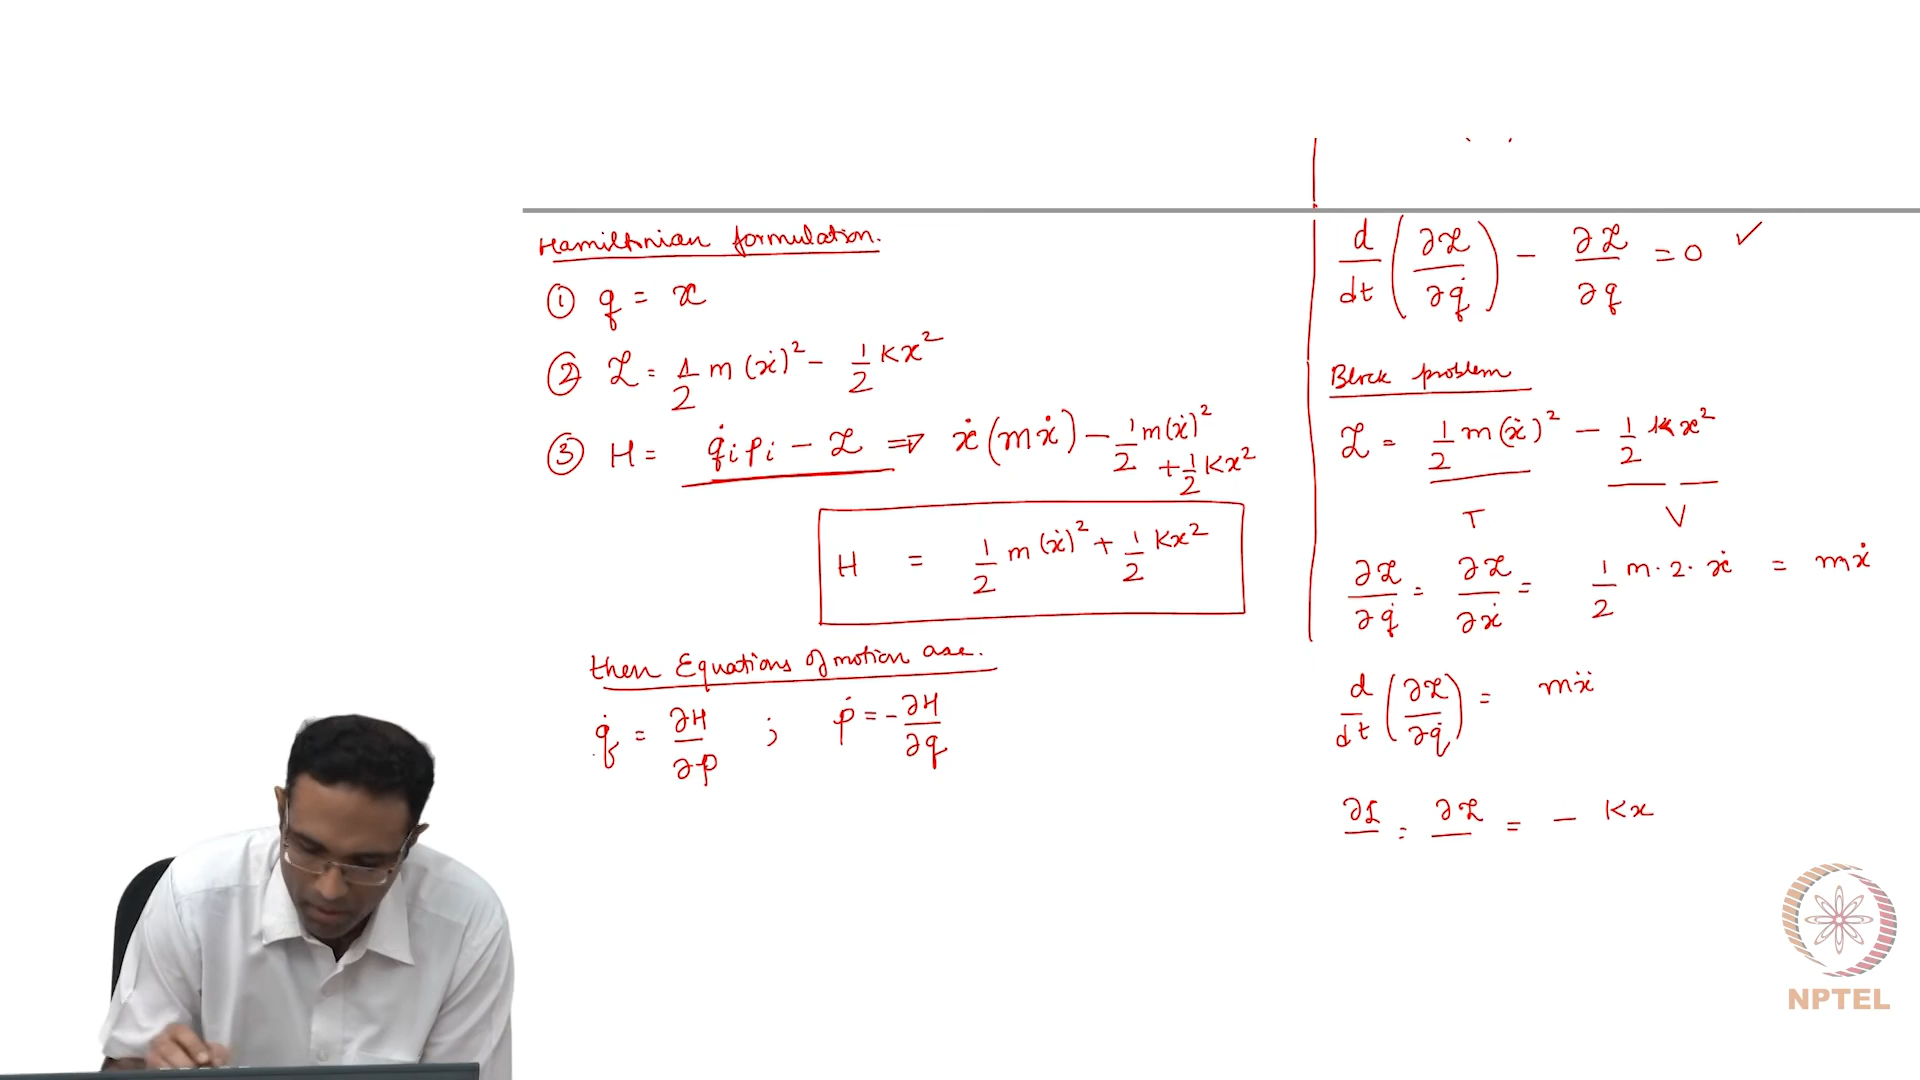 Hamiltonian formulation.
① q = x
② ℒ = 1/2 m(ẋ)² - 1/2 Kx²
③ H = q̇ᵢpᵢ - ℒ ⇒ ẋ(mẋ) - 1/2 m(ẋ)²
+ 1/2 Kx²
H = 1/2 m(ẋ)² + 1/2 Kx²
then Equations of motion are.
q̇ = ∂H/∂p ; ṗ = - ∂H/∂q
d/dt (∂ℒ/∂q̇) - ∂ℒ/∂q = 0 ✓
Block problem
ℒ = 1/2 m(ẋ)² - 1/2 kx²
T V
∂ℒ/∂q̇ = ∂ℒ/∂ẋ = 1/2 m·2·ẋ = mẋ
d/dt (∂ℒ/∂q̇) = mẍ
∂ℒ = ∂ℒ = - Kx
NPTEL